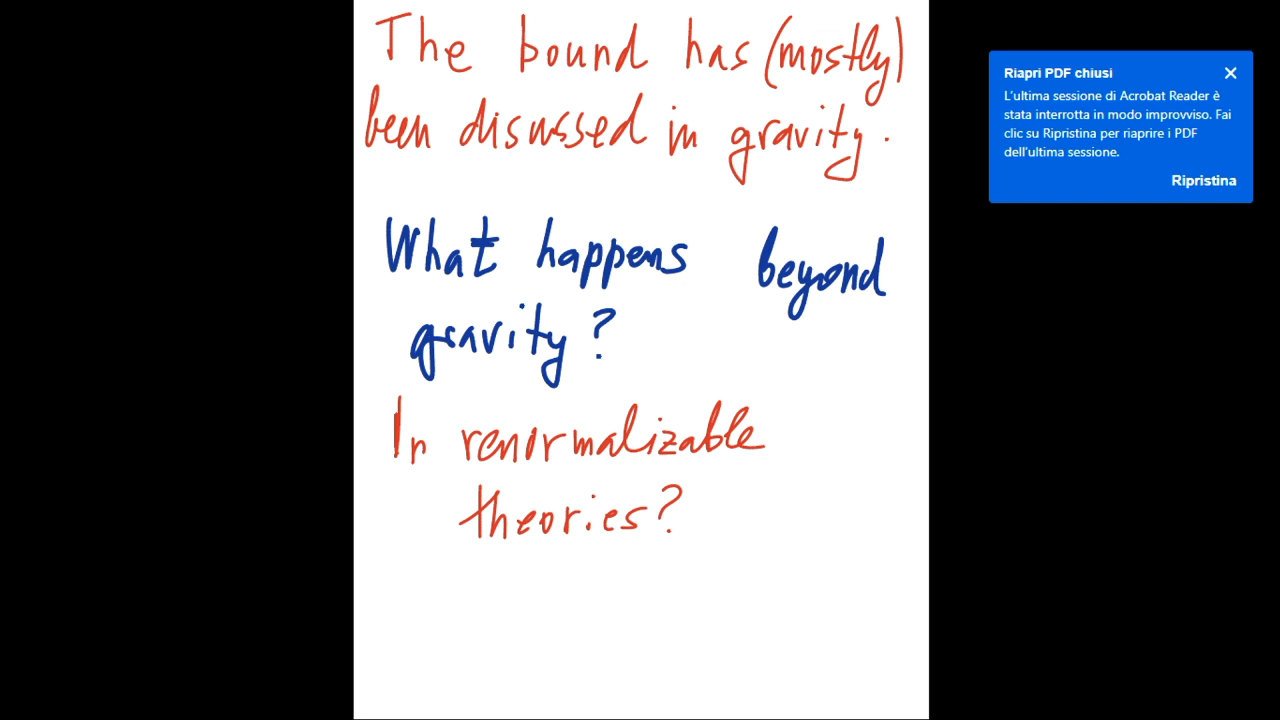 The bound has (mostly)
been discussed in gravity.
What happens beyond
gravity?
In renormalizable
theories?
Riapri PDF chiusi
L'ultima sessione di Acrobat Reader è
stata interrotta in modo improvviso. Fai
clic su Ripristina per riaprire i PDF
dell'ultima sessione.
Ripristina